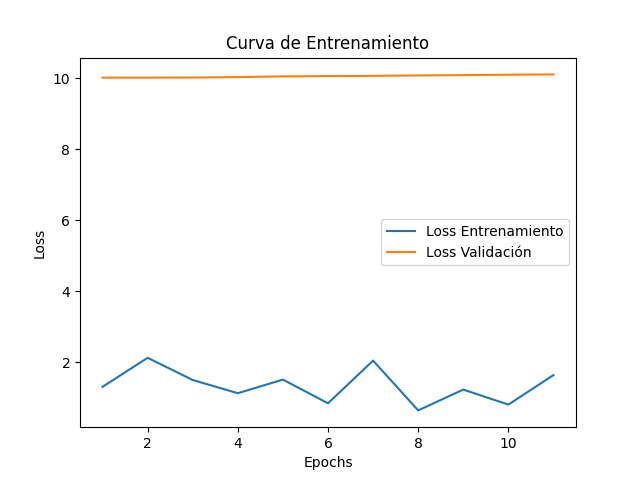 Curva de Entrenamiento
10
8
6
4
2
Loss
Loss Entrenamiento
Loss Validación
2
4
6
8
10
Epochs